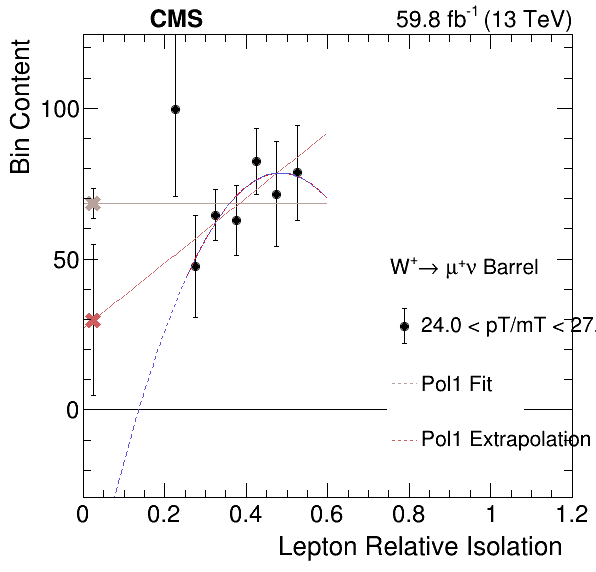 CMS 59.8 fb⁻¹ (13 TeV)
Bin Content
100
50
0
W⁺→ μ⁺ν Barrel
24.0 < pT/mT < 27.
Pol1 Fit
Pol1 Extrapolation
0 0.2 0.4 0.6 0.8 1 1.2
Lepton Relative Isolation